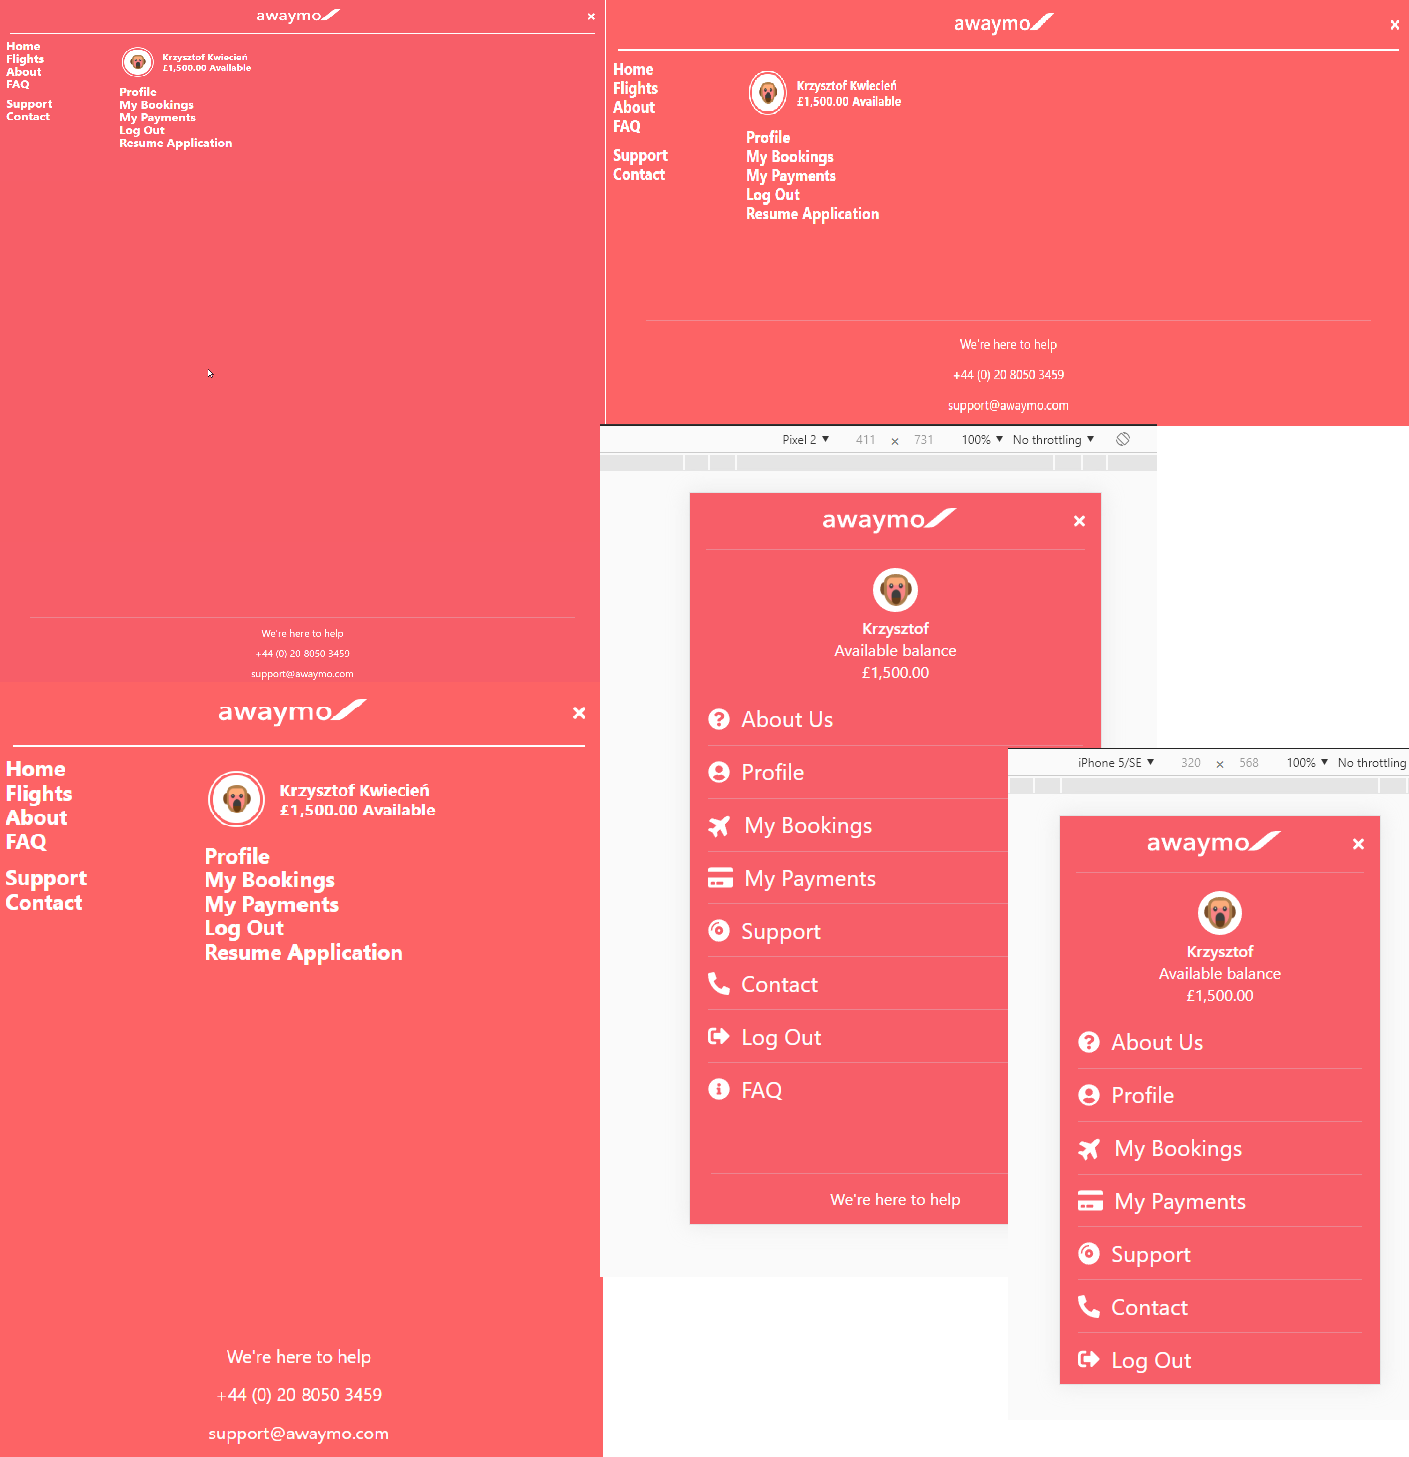 awaymo
×
Home
Flights
About
FAQ
Support
Contact
Krzysztof Kwiecień
£1,500.00 Available
Profile
My Bookings
My Payments
Log Out
Resume Application
We're here to help
+44 (0) 20 8050 3459
support@awaymo.com
awaymo
×
Home
Flights
About
FAQ
Support
Contact
Krzysztof Kwiecień
£1,500.00 Available
Profile
My Bookings
My Payments
Log Out
Resume Application
We're here to help
+44 (0) 20 8050 3459
support@awaymo.com
awaymo
×
Home
Flights
About
FAQ
Support
Contact
Krzysztof Kwiecień
£1,500.00 Available
Profile
My Bookings
My Payments
Log Out
Resume Application
We're here to help
+44 (0) 20 8050 3459
support@awaymo.com
Pixel 2 ▼ 411 × 731 100% ▼ No throttling ▼
awaymo
×
Krzysztof
Available balance
£1,500.00
About Us
Profile
My Bookings
My Payments
Support
Contact
Log Out
FAQ
We're here to help
iPhone 5/SE ▼ 320 × 568 100% ▼ No throttling
awaymo
×
Krzysztof
Available balance
£1,500.00
About Us
Profile
My Bookings
My Payments
Support
Contact
Log Out